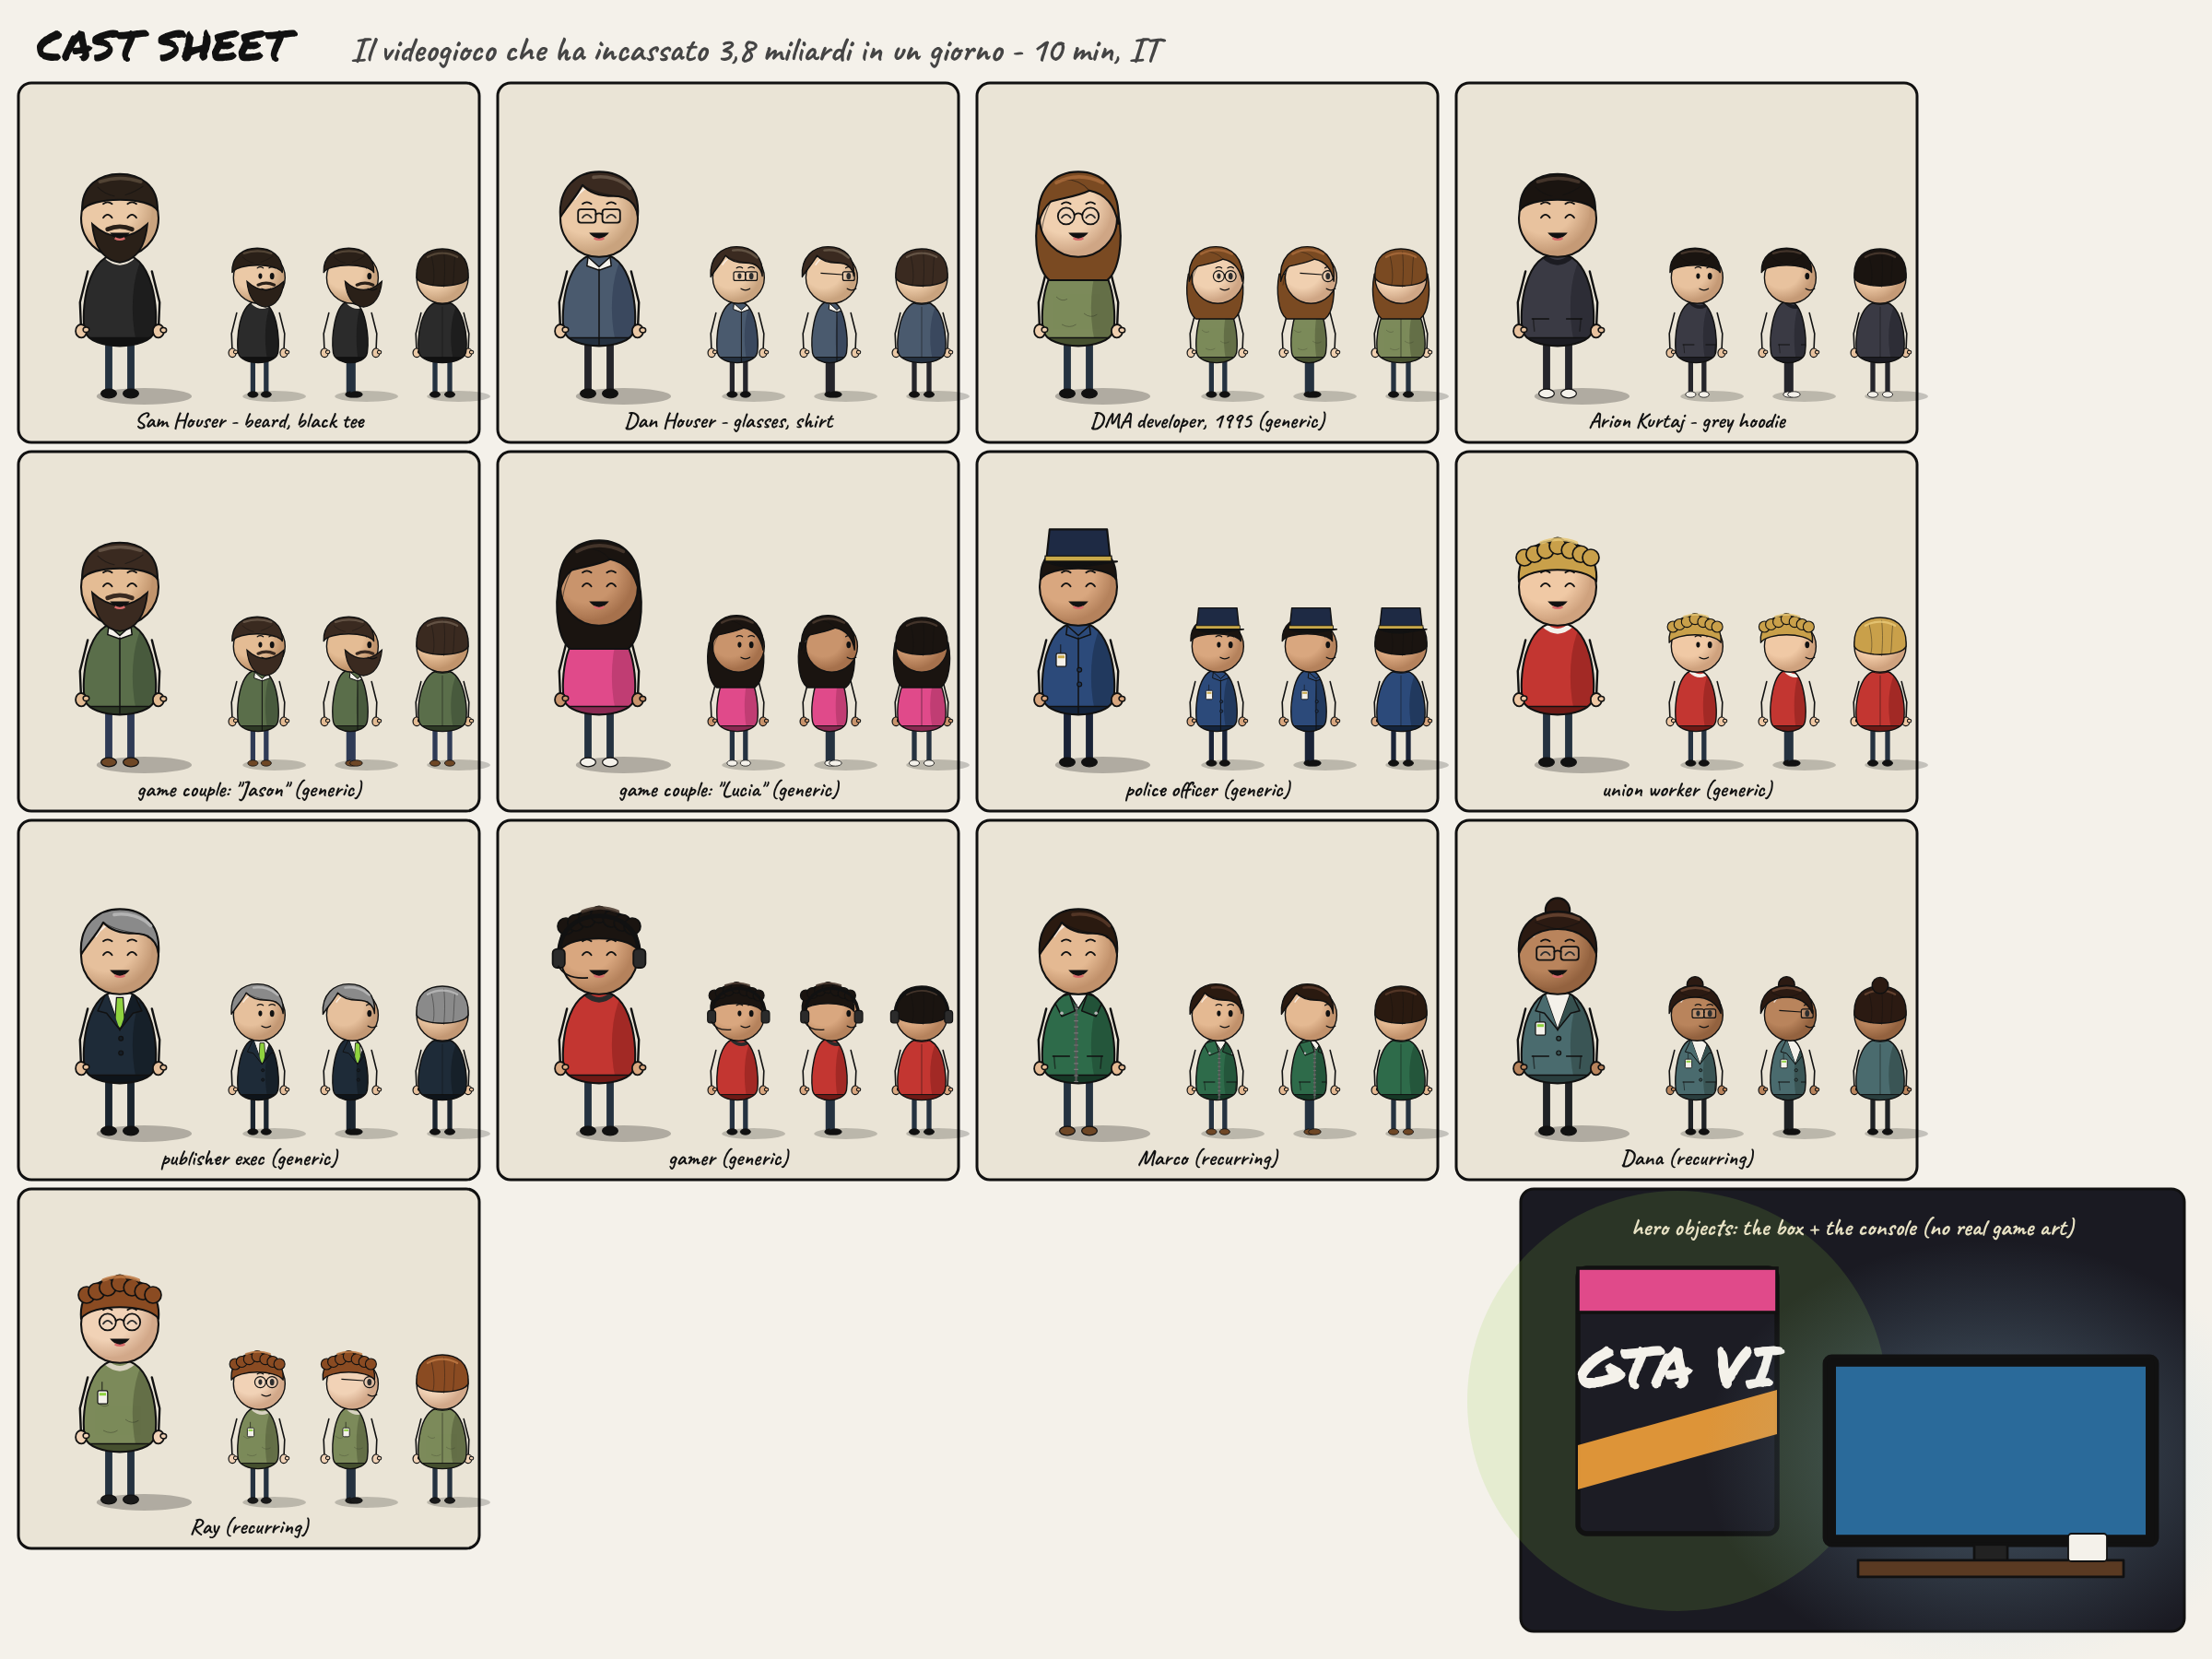 CAST SHEET
Il videogioco che ha incassato 3,8 miliardi in un giorno - 10 min, IT
Sam Houser - beard, black tee
Dan Houser - glasses, shirt
DMA developer, 1995 (generic)
Arion Kurtaj - grey hoodie
game couple: "Jason" (generic)
game couple: "Lucia" (generic)
police officer (generic)
union worker (generic)
publisher exec (generic)
gamer (generic)
Marco (recurring)
Dana (recurring)
Ray (recurring)
hero objects: the box + the console (no real game art)
GTA VI